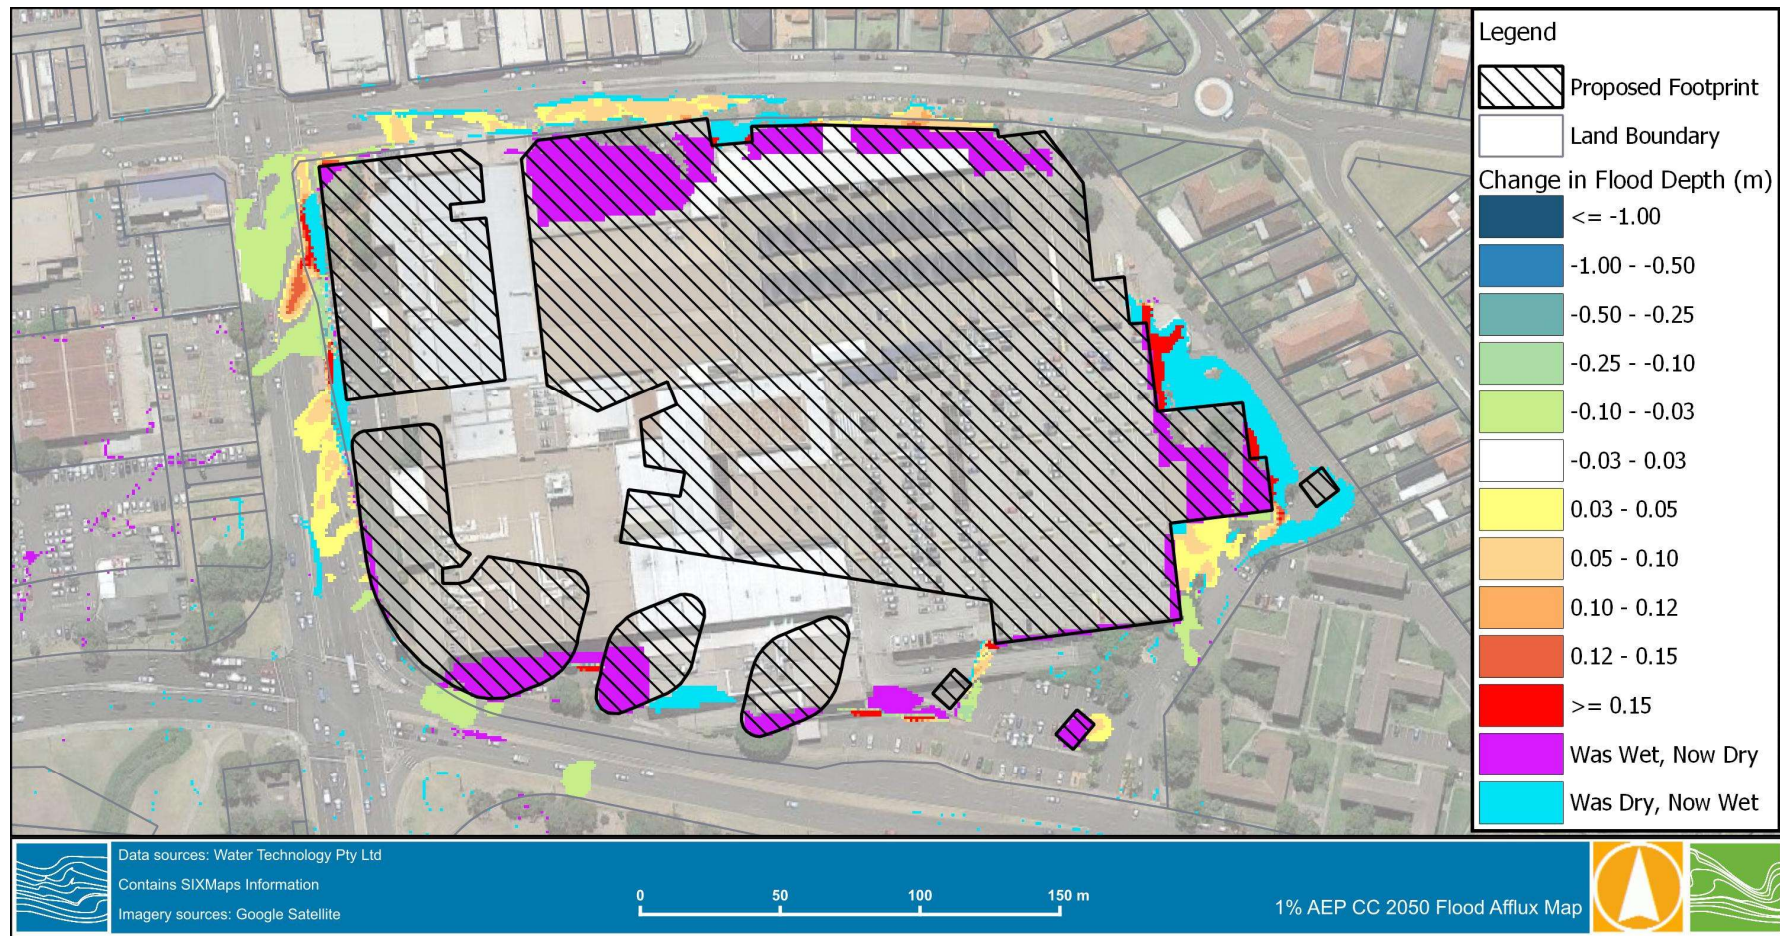 Legend
Proposed Footprint
Land Boundary
Change in Flood Depth (m)
<= -1.00
-1.00 - -0.50
-0.50 - -0.25
-0.25 - -0.10
-0.10 - -0.03
-0.03 - 0.03
0.03 - 0.05
0.05 - 0.10
0.10 - 0.12
0.12 - 0.15
>= 0.15
Was Wet, Now Dry
Was Dry, Now Wet
Data sources: Water Technology Pty Ltd
Contains SIXMaps Information
Imagery sources: Google Satellite
0 50 100 150 m
1% AEP CC 2050 Flood Afflux Map